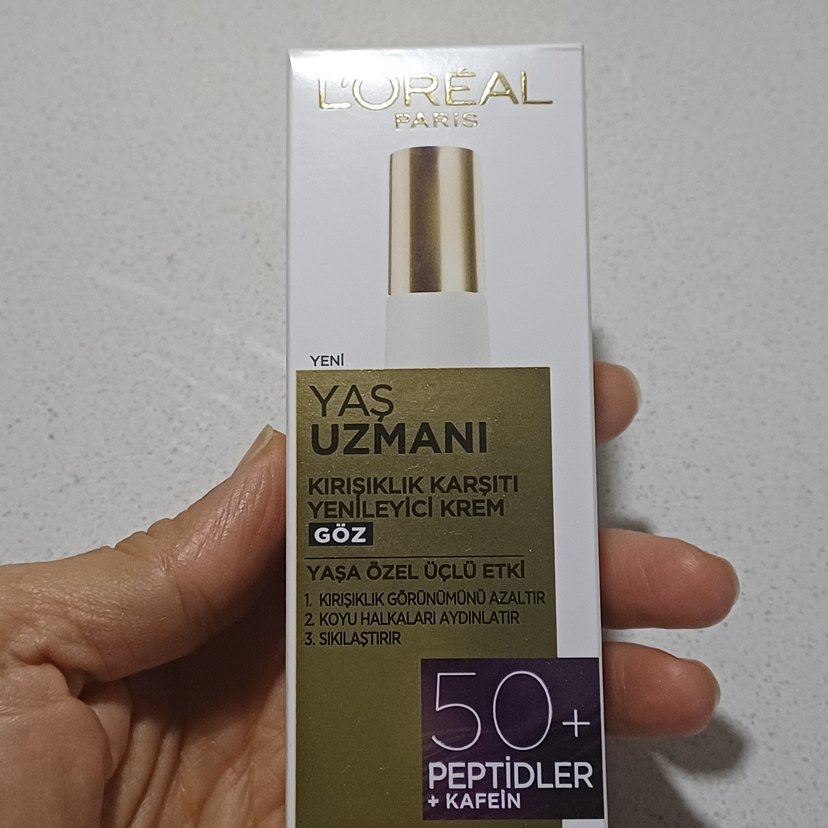 L'ORÉAL
PARIS
YENİ
YAŞ
UZMANI
KIRIŞIKLIK KARŞITI
YENİLEYİCİ KREM
GÖZ
YAŞA ÖZEL ÜÇLÜ ETKİ
1. KIRIŞIKLIK GÖRÜNÜMÜNÜ AZALTIR
2. KOYU HALKALARI AYDINLATIR
3. SIKILAŞTIRIR
50+
PEPTİDLER
+ KAFEİN